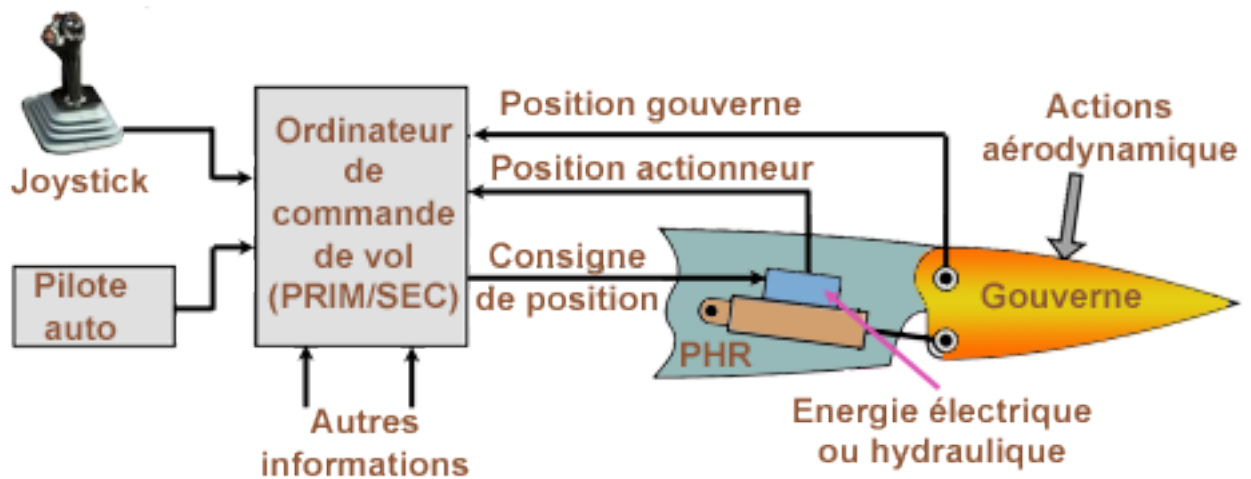 Joystick
Pilote
auto
Ordinateur
de
commande
de vol
(PRIM/SEC)
Autres
informations
Position gouverne
Position actionneur
Consigne
de position
PHR
Gouverne
Actions
aérodynamique
Energie électrique
ou hydraulique